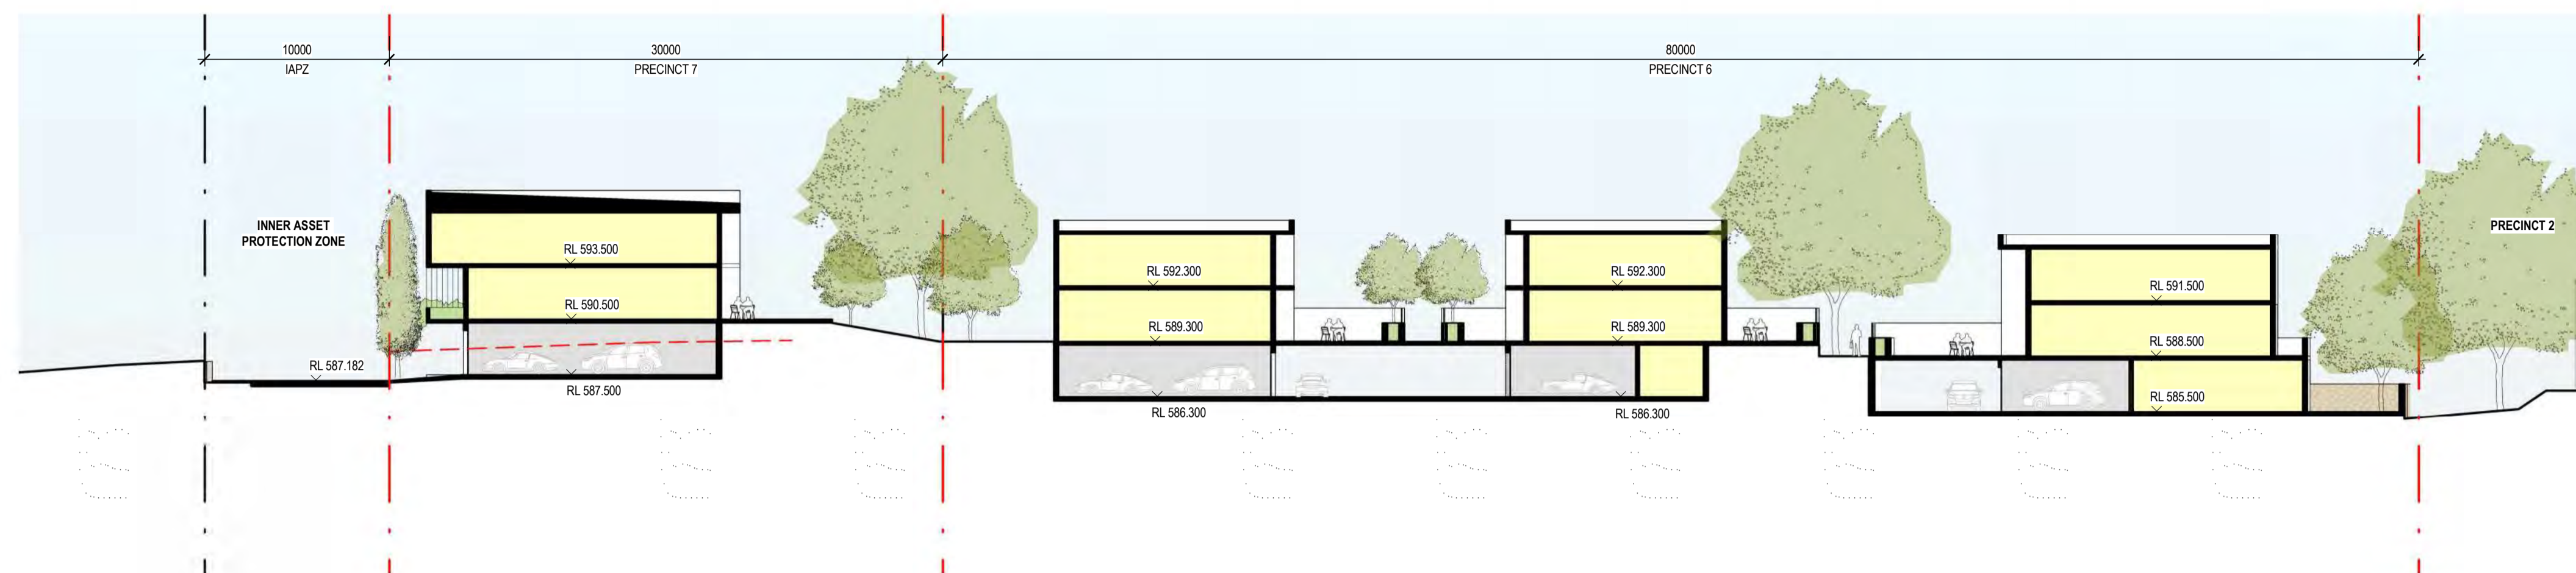 10000
IAPZ
30000
PRECINCT 7
80000
PRECINCT 6
INNER ASSET
PROTECTION ZONE
PRECINCT 2
RL 593.500
RL 590.500
RL 587.182
RL 587.500
RL 592.300
RL 589.300
RL 586.300
RL 592.300
RL 589.300
RL 586.300
RL 591.500
RL 588.500
RL 585.500